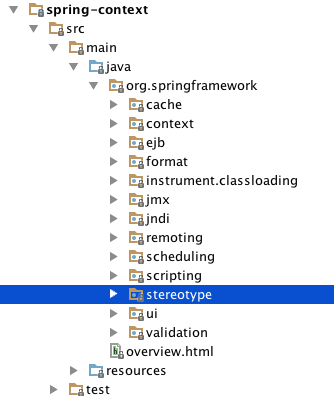 spring-context
src
main
java
org.springframework
cache
context
ejb
format
instrument.classloading
jmx
jndi
remoting
scheduling
scripting
stereotype
ui
validation
overview.html
resources
test